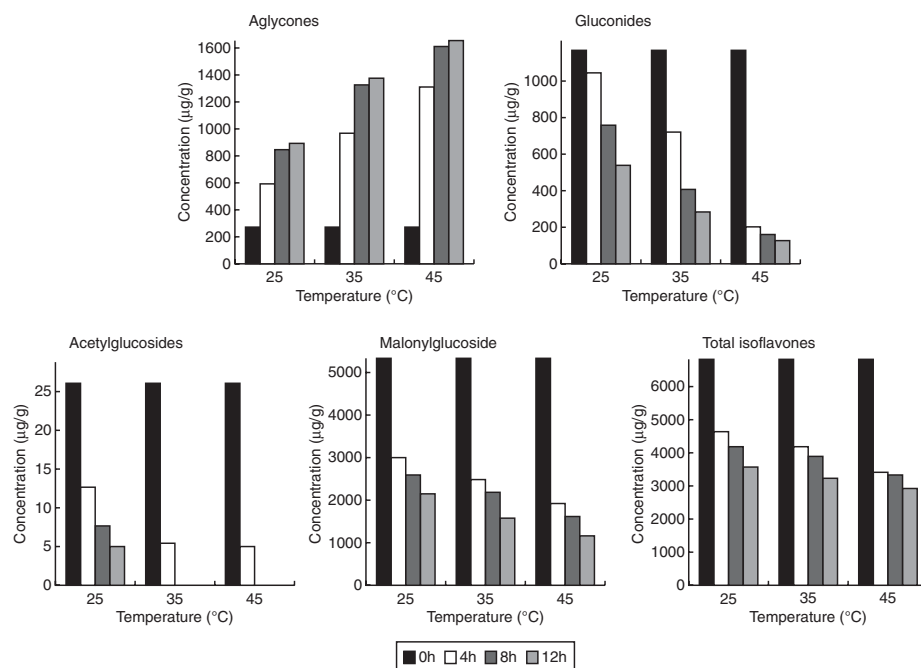 Aglycones
Concentration (µg/g)
1600
1400
1200
1000
800
600
400
200
0
25 35 45
Temperature (°C)
Gluconides
Concentration (µg/g)
1000
800
600
400
200
0
25 35 45
Temperature (°C)
Acetylglucosides
Concentration (µg/g)
25
20
15
10
5
0
25 35 45
Temperature (°C)
Malonylglucoside
Concentration (µg/g)
5000
4000
3000
2000
1000
0
25 35 45
Temperature (°C)
Total isoflavones
Concentration (µg/g)
6000
5000
4000
3000
2000
1000
0
25 35 45
Temperature (°C)
0h 4h 8h 12h